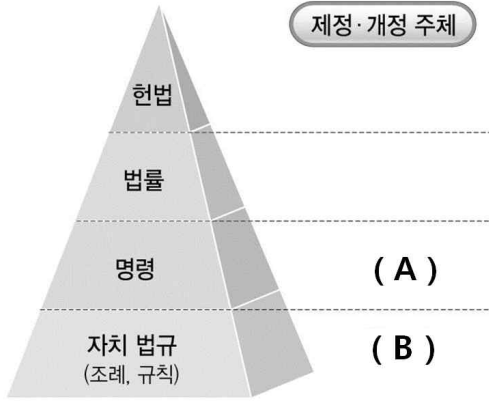 제정·개정 주체
헌법
법률
명령
( A )
자치 법규
(조례, 규칙)
( B )